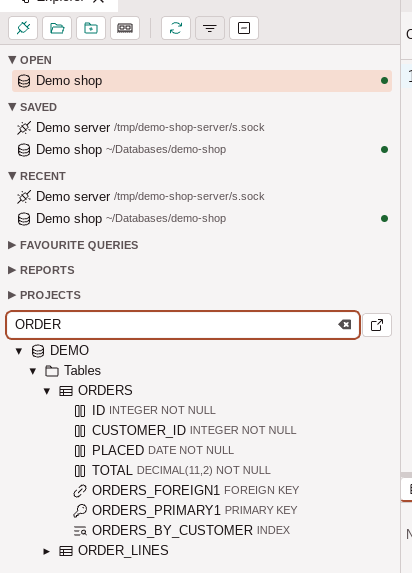 OPEN
Demo shop
SAVED
Demo server /tmp/demo-shop-server/s.sock
Demo shop ~/Databases/demo-shop
RECENT
Demo server /tmp/demo-shop-server/s.sock
Demo shop ~/Databases/demo-shop
FAVOURITE QUERIES
REPORTS
PROJECTS
ORDER
DEMO
Tables
ORDERS
ID INTEGER NOT NULL
CUSTOMER_ID INTEGER NOT NULL
PLACED DATE NOT NULL
TOTAL DECIMAL(11,2) NOT NULL
ORDERS_FOREIGN1 FOREIGN KEY
ORDERS_PRIMARY1 PRIMARY KEY
ORDERS_BY_CUSTOMER INDEX
ORDER_LINES